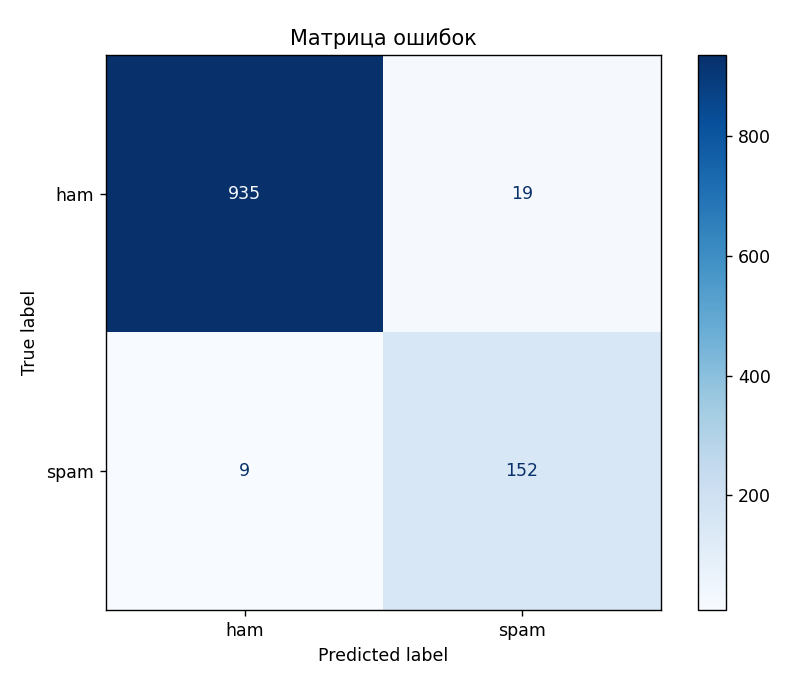 Матрица ошибок
True label
ham
935
19
800
600
400
200
spam
9
152
ham
spam
Predicted label